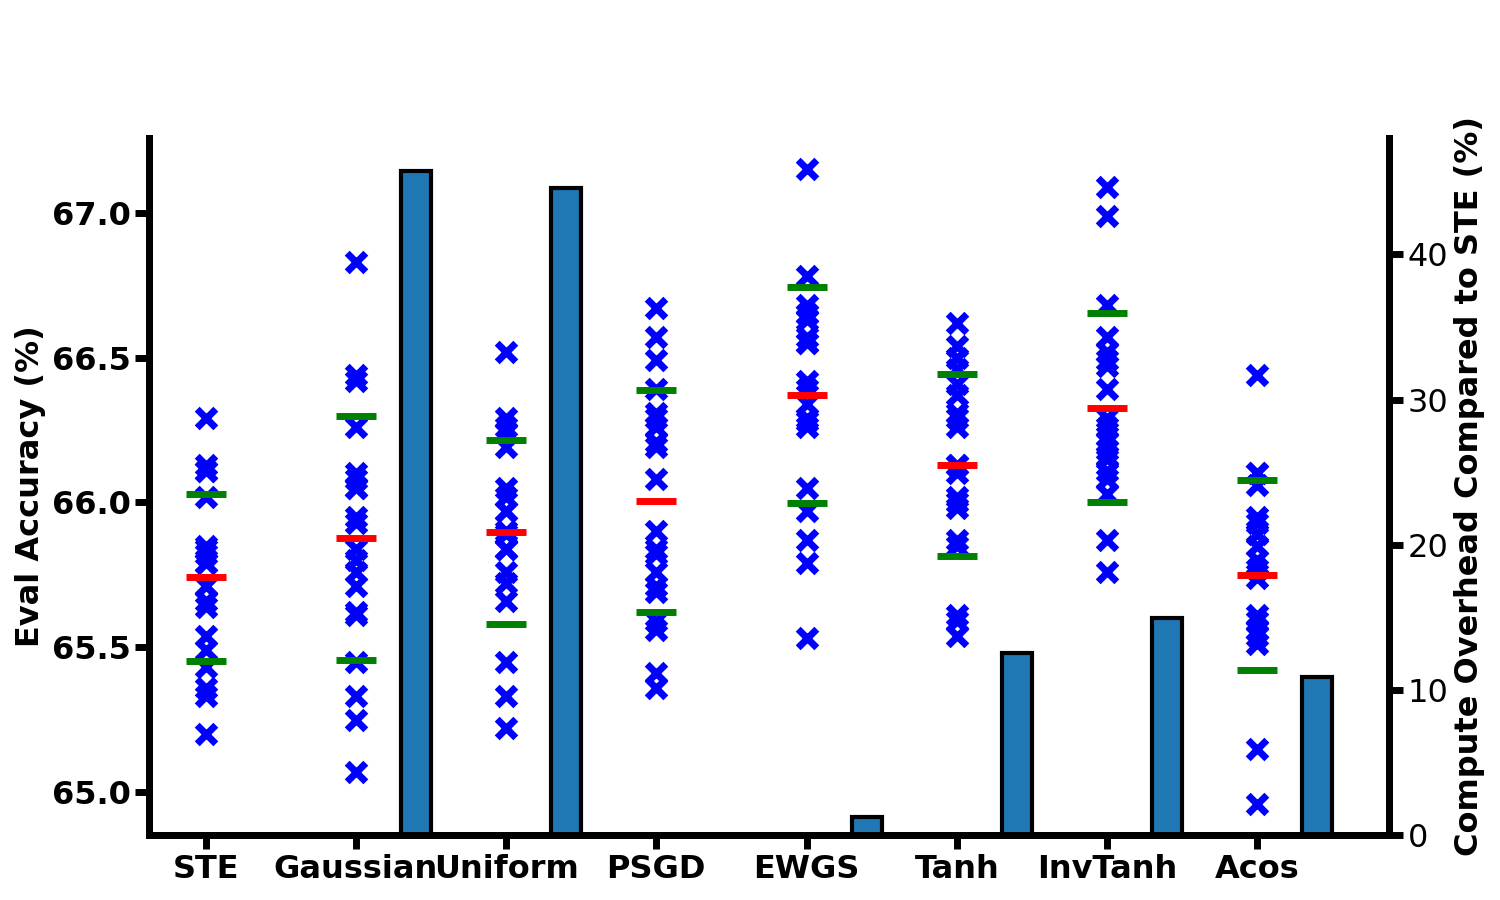 Eval Accuracy (%)
67.0
66.5
66.0
65.5
65.0
STE
Gaussian
Uniform
PSGD
EWGS
Tanh
InvTanh
Acos
40
30
20
10
0
Compute Overhead Compared to STE (%)